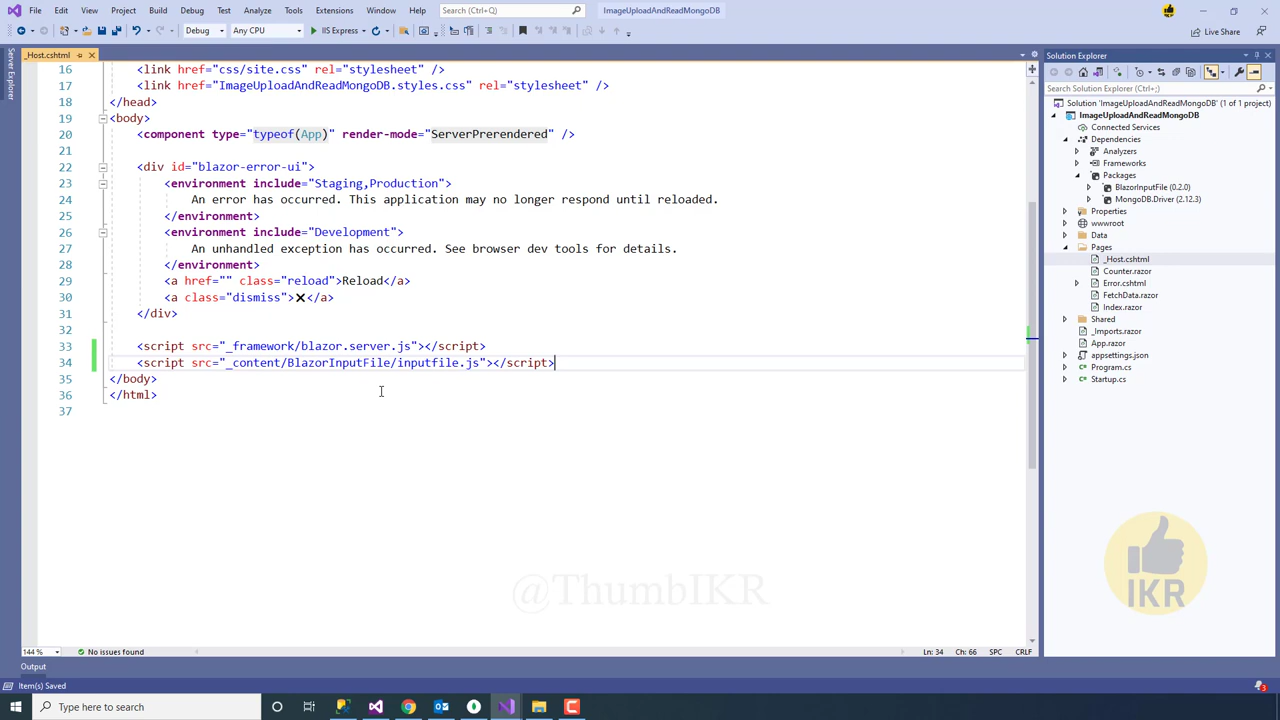 File Edit View Project Build Debug Test Analyze Tools Extensions Window Help Search (Ctrl+Q) ImageUploadAndReadMongoDB
Debug Any CPU IIS Express Live Share
Server Explorer
_Host.cshtml
16 <link href="css/site.css" rel="stylesheet" />
17 <link href="ImageUploadAndReadMongoDB.styles.css" rel="stylesheet" />
18 </head>
19 <body>
20 <component type="typeof(App)" render-mode="ServerPrerendered" />
21
22 <div id="blazor-error-ui">
23 <environment include="Staging,Production">
24 An error has occurred. This application may no longer respond until reloaded.
25 </environment>
26 <environment include="Development">
27 An unhandled exception has occurred. See browser dev tools for details.
28 </environment>
29 <a href="" class="reload">Reload</a>
30 <a class="dismiss">🗙</a>
31 </div>
32
33 <script src="_framework/blazor.server.js"></script>
34 <script src="_content/BlazorInputFile/inputfile.js"></script>
35 </body>
36 </html>
37
Solution Explorer
Search Solution Explorer (Ctrl+;)
Solution 'ImageUploadAndReadMongoDB' (1 of 1 project)
ImageUploadAndReadMongoDB
Connected Services
Dependencies
Analyzers
Frameworks
Packages
BlazorInputFile (0.2.0)
MongoDB.Driver (2.12.3)
Properties
wwwroot
Data
Pages
_Host.cshtml
Counter.razor
Error.cshtml
FetchData.razor
Index.razor
Shared
_Imports.razor
App.razor
appsettings.json
Program.cs
Startup.cs
IKR
@ThumbIKR
144 % No issues found Ln: 34 Ch: 66 SPC CRLF
Output
Item(s) Saved 3
Type here to search